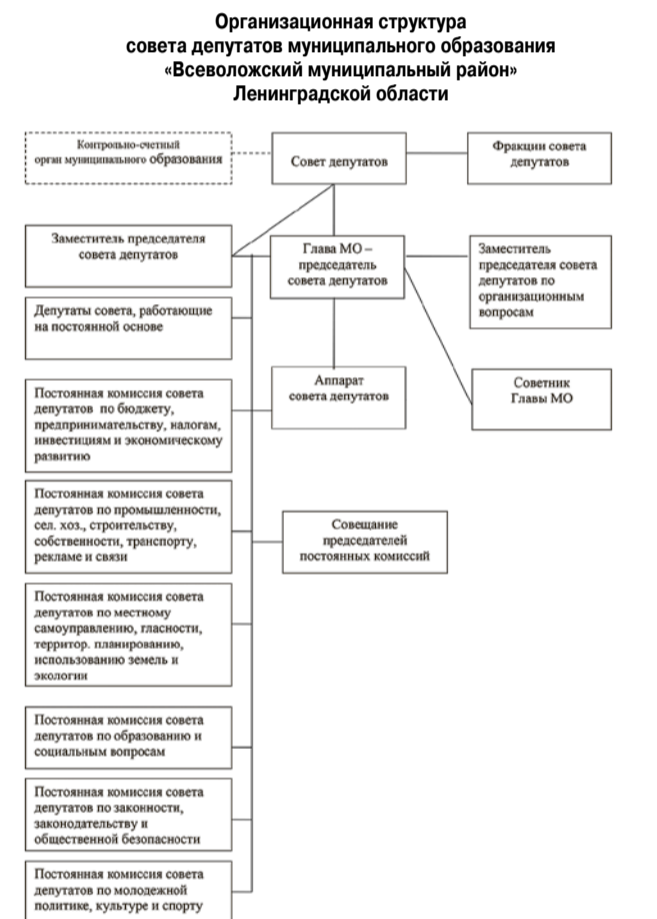 Организационная структура
совета депутатов муниципального образования
«Всеволожский муниципальный район»
Ленинградской области
Контрольно-счетный
орган муниципального образования
Совет депутатов
Фракции совета
депутатов
Заместитель председателя
совета депутатов
Глава МО –
председатель
совета депутатов
Заместитель
председателя совета
депутатов по
организационным
вопросам
Депутаты совета, работающие
на постоянной основе
Аппарат
совета депутатов
Советник
Главы МО
Постоянная комиссия совета
депутатов по бюджету,
предпринимательству, налогам,
инвестициям и экономическому
развитию
Постоянная комиссия совета
депутатов по промышленности,
сел. хоз., строительству,
собственности, транспорту,
рекламе и связи
Совещание
председателей
постоянных комиссий
Постоянная комиссия совета
депутатов по местному
самоуправлению, гласности,
территор. планированию,
использованию земель и
экологии
Постоянная комиссия совета
депутатов по образованию и
социальным вопросам
Постоянная комиссия совета
депутатов по законности,
законодательству и
общественной безопасности
Постоянная комиссия совета
депутатов по молодежной
политике, культуре и спорту